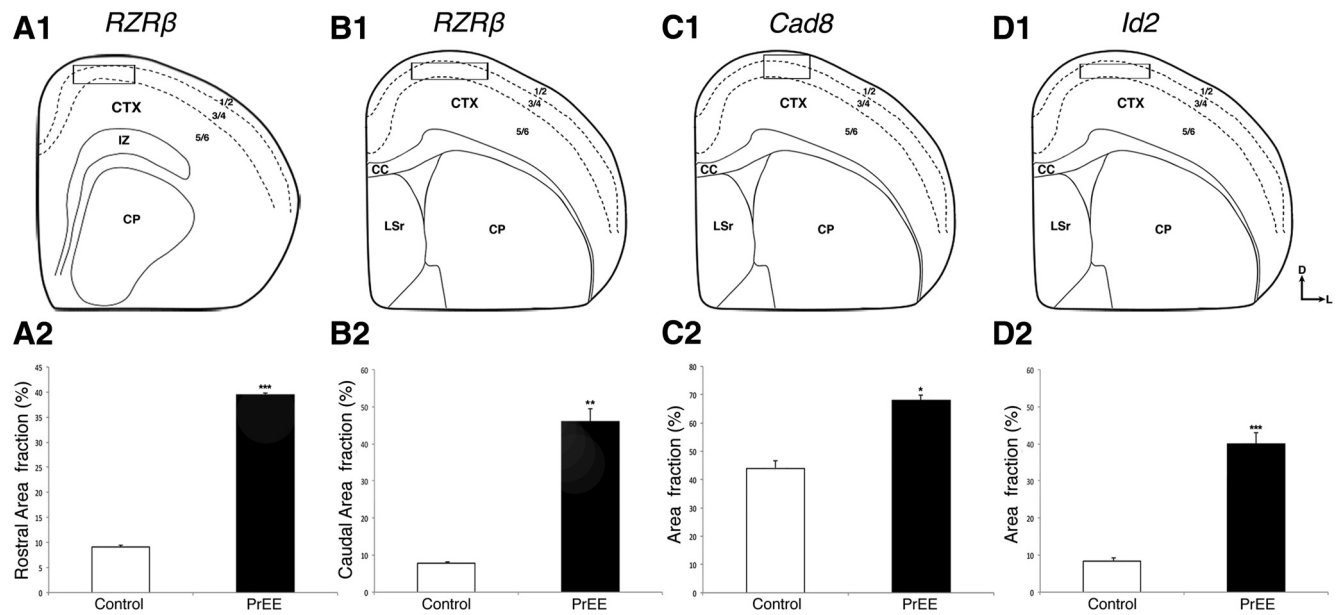 A1 RZRβ B1 RZRβ C1 Cad8 D1 Id2
1/2 1/2 1/2 1/2
CTX 3/4 CTX 3/4 CTX 3/4 CTX 3/4
IZ 5/6 5/6 5/6 5/6
CC CC CC
CP LSr CP LSr CP LSr CP
D
L
A2 B2 C2 D2
Rostral Area fraction (%)
45
40
35
30
25
20
15
10
5
0
***
Control PrEE
Caudal Area fraction (%)
60
50
40
30
20
10
0
**
Control PrEE
Area fraction (%)
80
70
60
50
40
30
20
10
0
*
Control PrEE
Area fraction (%)
60
50
40
30
20
10
0
***
Control PrEE